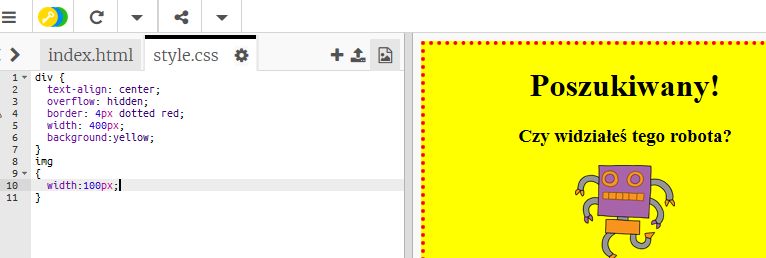 index.html
style.css
1 div {
2 text-align: center;
3 overflow: hidden;
4 border: 4px dotted red;
5 width: 400px;
6 background:yellow;
7 }
8 img
9 {
10 width:100px;
11 }
Poszukiwany!
Czy widziałeś tego robota?